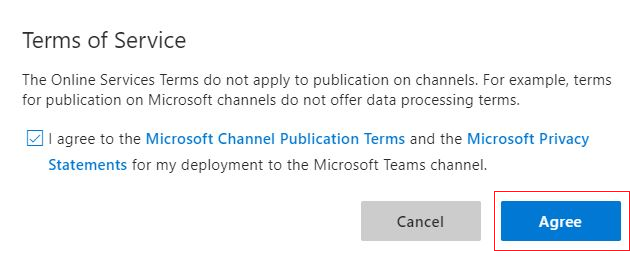 Terms of Service
The Online Services Terms do not apply to publication on channels. For example, terms
for publication on Microsoft channels do not offer data processing terms.
I agree to the Microsoft Channel Publication Terms and the Microsoft Privacy
Statements for my deployment to the Microsoft Teams channel.
Cancel
Agree